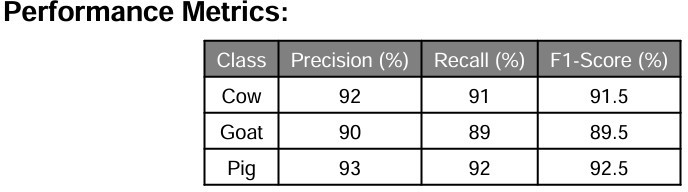 Performance Metrics:
Class Precision (%) Recall (%) F1-Score (%)
Cow 92 91 91.5
Goat 90 89 89.5
Pig 93 92 92.5